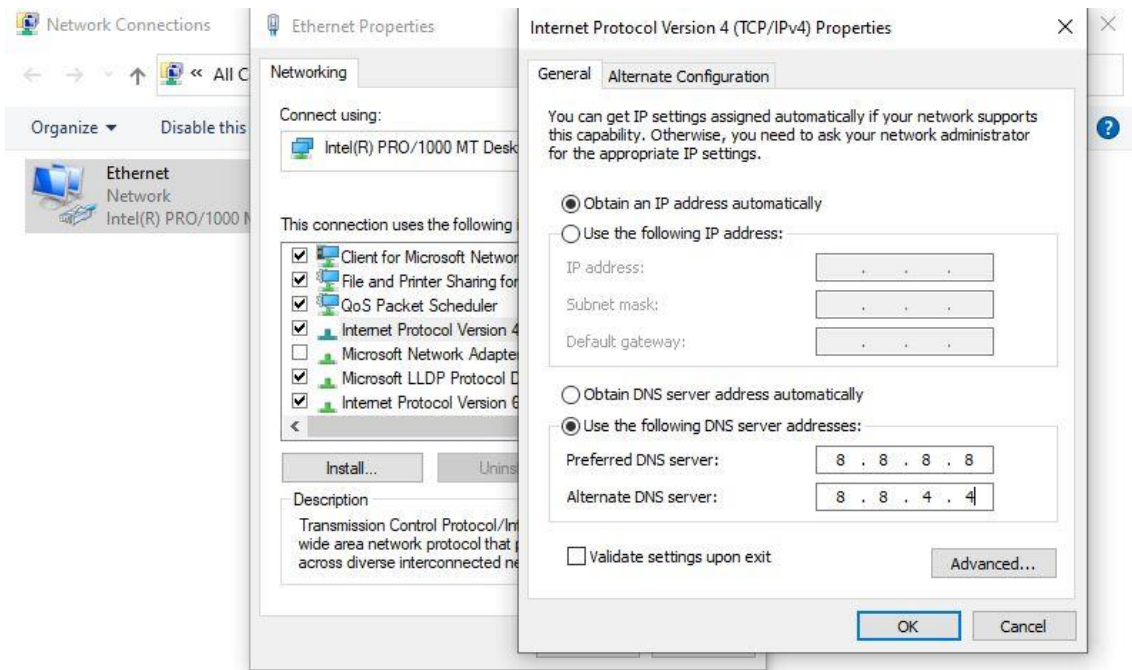 Network Connections
All C
Organize
Disable this
Ethernet
Network
Intel(R) PRO/1000 M
Ethernet Properties
Networking
Connect using:
Intel(R) PRO/1000 MT Desk
This connection uses the following i
Client for Microsoft Networ
File and Printer Sharing for
QoS Packet Scheduler
Internet Protocol Version 4
Microsoft Network Adapte
Microsoft LLDP Protocol D
Internet Protocol Version 6
Install...
Unins
Description
Transmission Control Protocol/Int
wide area network protocol that p
across diverse interconnected ne
Internet Protocol Version 4 (TCP/IPv4) Properties
General
Alternate Configuration
You can get IP settings assigned automatically if your network supports
this capability. Otherwise, you need to ask your network administrator
for the appropriate IP settings.
Obtain an IP address automatically
Use the following IP address:
IP address:
Subnet mask:
Default gateway:
Obtain DNS server address automatically
Use the following DNS server addresses:
Preferred DNS server: 8 . 8 . 8 . 8
Alternate DNS server: 8 . 8 . 4 . 4
Validate settings upon exit
Advanced...
OK
Cancel